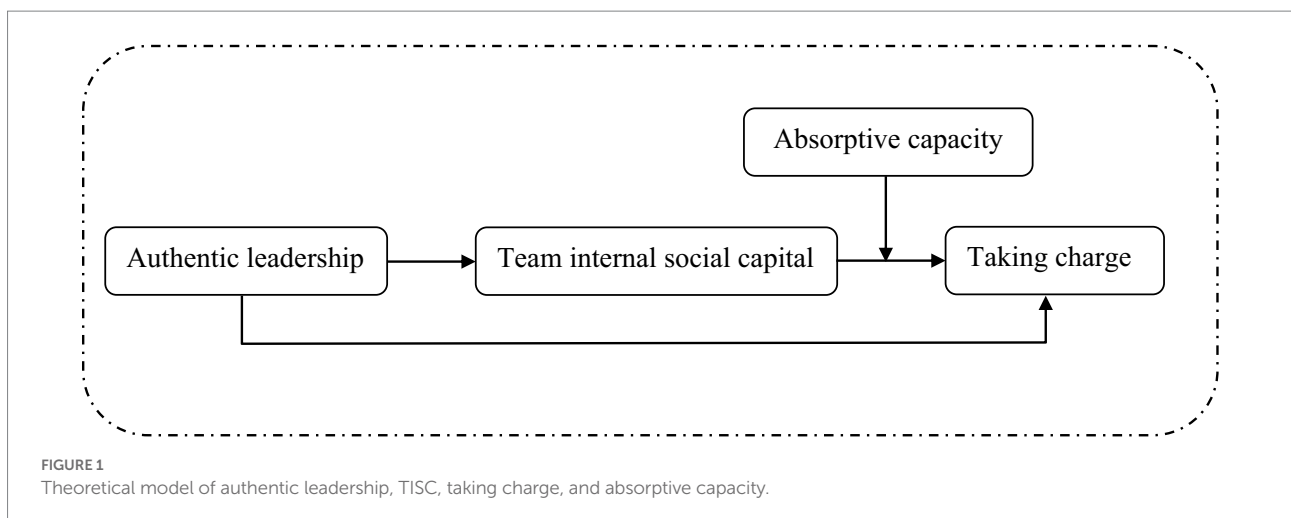 Absorptive capacity
Authentic leadership
Team internal social capital
Taking charge
FIGURE 1
Theoretical model of authentic leadership, TISC, taking charge, and absorptive capacity.